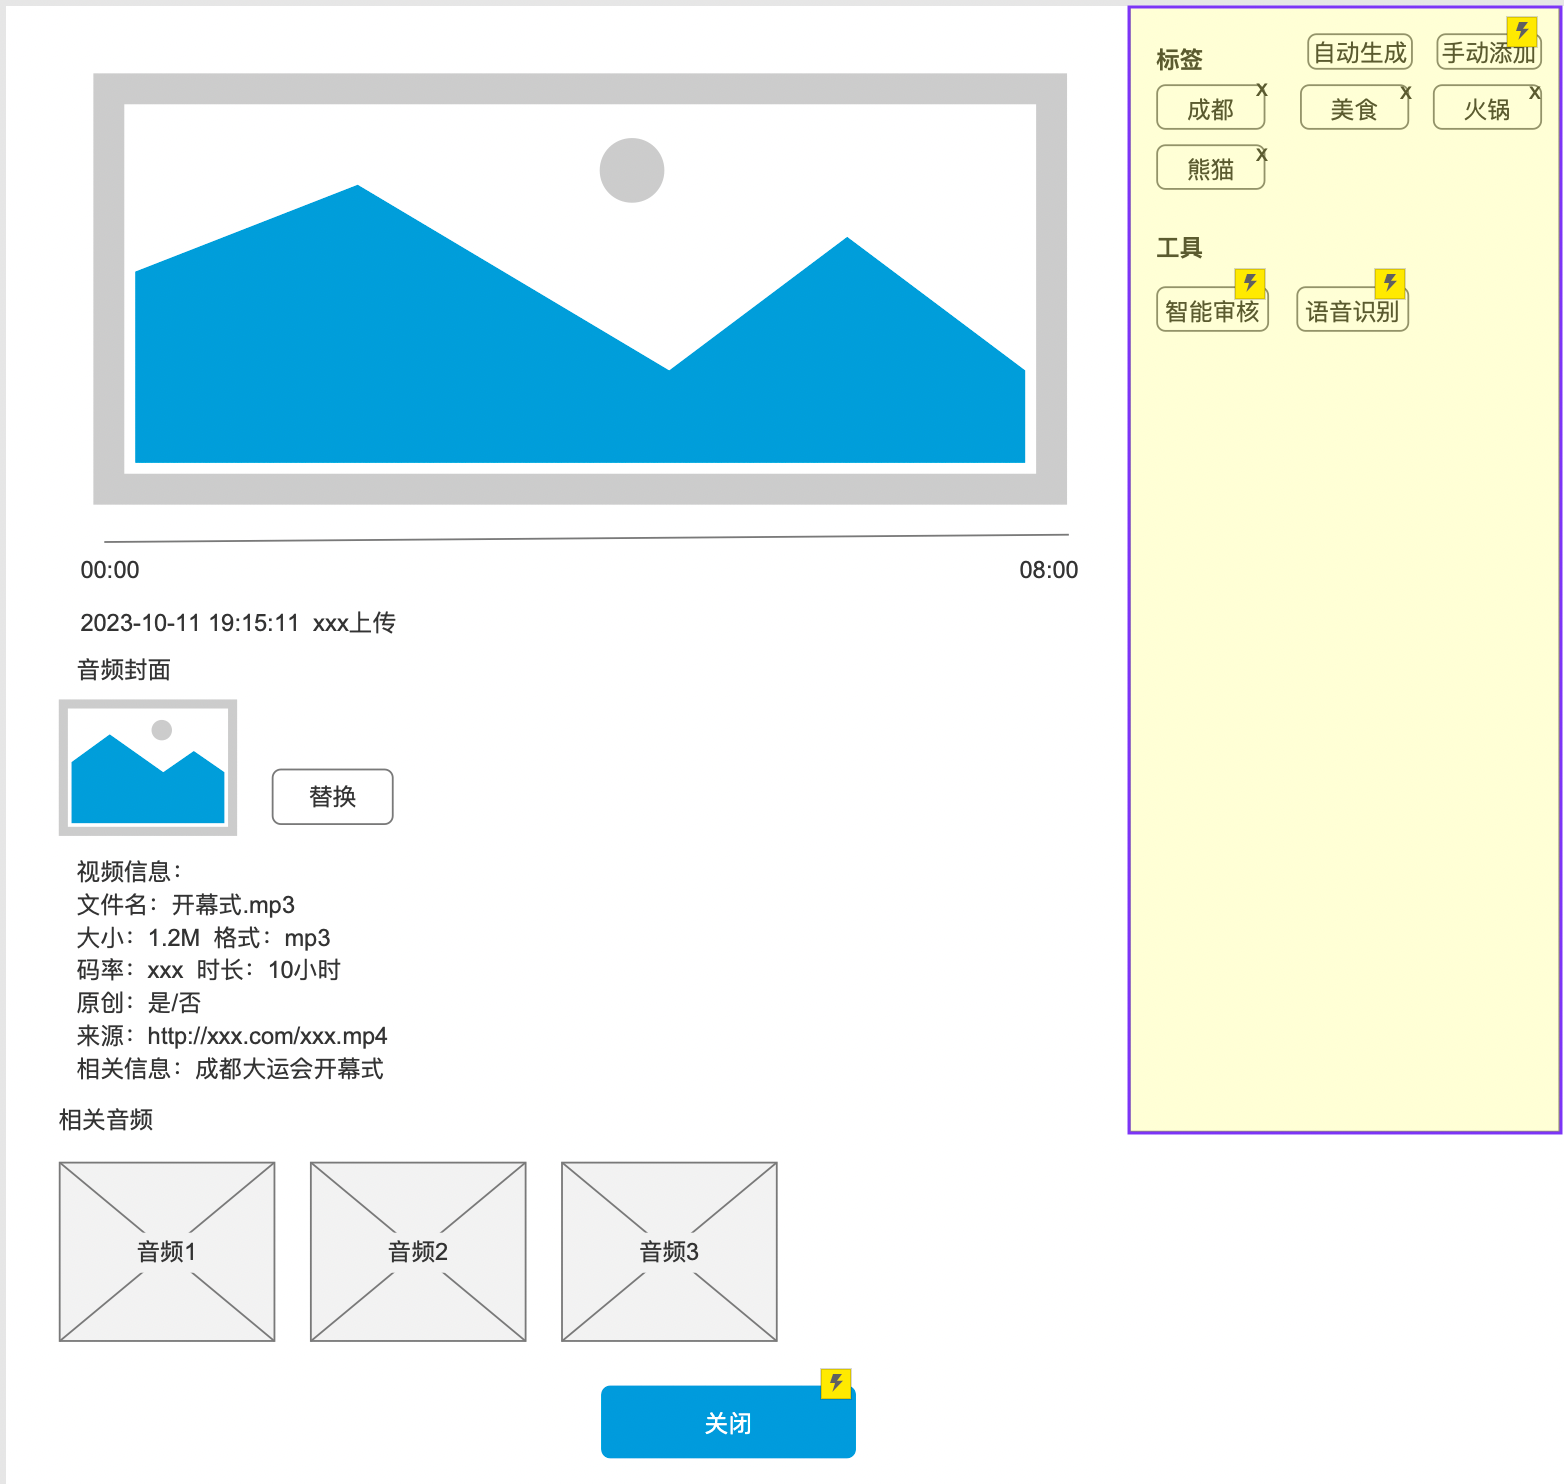 标签 自动生成 手动添加
成都 x 美食 x 火锅 x
熊猫 x
工具
智能审核 语音识别
00:00 08:00
2023-10-11 19:15:11 xxx上传
音频封面
替换
视频信息：
文件名：开幕式.mp3
大小：1.2M 格式：mp3
码率：xxx 时长：10小时
原创：是/否
来源：http://xxx.com/xxx.mp4
相关信息：成都大运会开幕式
相关音频
音频1 音频2 音频3
关闭